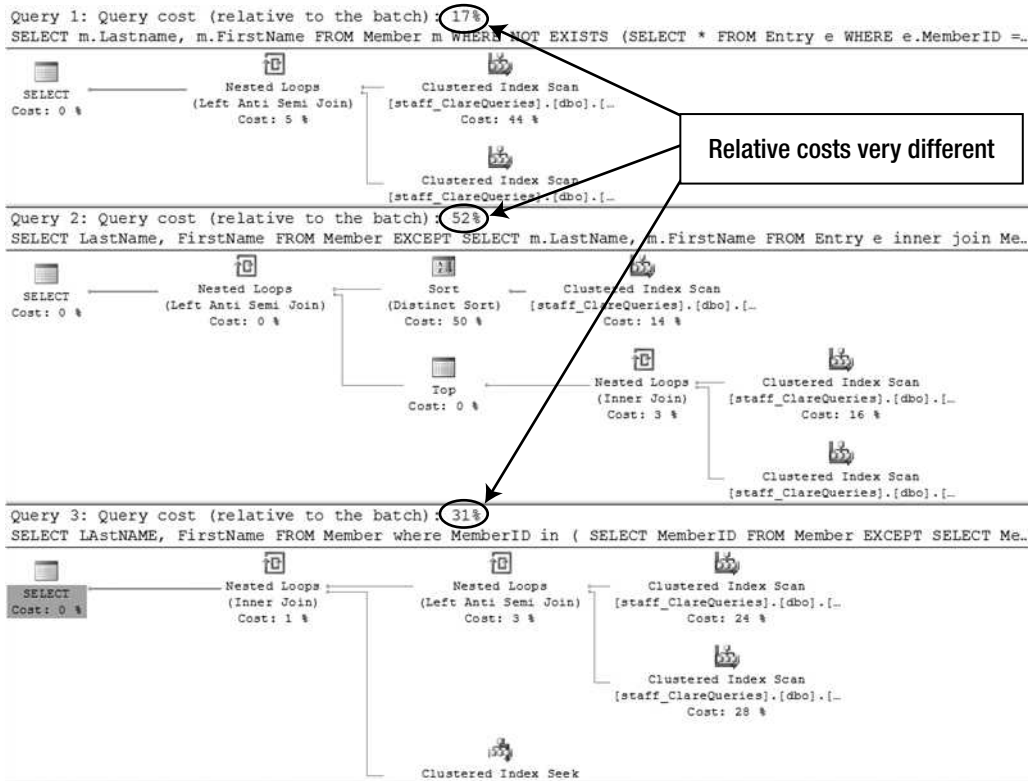 Query 1: Query cost (relative to the batch): 17%
SELECT m.Lastname, m.FirstName FROM Member m WHERE NOT EXISTS (SELECT * FROM Entry e WHERE e.MemberID =…
SELECT
Cost: 0 %
Nested Loops
(Left Anti Semi Join)
Cost: 5 %
Clustered Index Scan
[staff_ClareQueries].[dbo].[…
Cost: 44 %
Clustered Index Scan
[staff_ClareQueries].[dbo].[…
Relative costs very different
Query 2: Query cost (relative to the batch): 52%
SELECT LastName, FirstName FROM Member EXCEPT SELECT m.LastName, m.FirstName FROM Entry e inner join Me…
SELECT
Cost: 0 %
Nested Loops
(Left Anti Semi Join)
Cost: 0 %
Sort
(Distinct Sort)
Cost: 50 %
Clustered Index Scan
[staff_ClareQueries].[dbo].[…
Cost: 14 %
Top
Cost: 0 %
Nested Loops
(Inner Join)
Cost: 3 %
Clustered Index Scan
[staff_ClareQueries].[dbo].[…
Cost: 16 %
Clustered Index Scan
[staff_ClareQueries].[dbo].[…
Query 3: Query cost (relative to the batch): 31%
SELECT LAstNAME, FirstName FROM Member where MemberID in ( SELECT MemberID FROM Member EXCEPT SELECT Me…
SELECT
Cost: 0 %
Nested Loops
(Inner Join)
Cost: 1 %
Nested Loops
(Left Anti Semi Join)
Cost: 3 %
Clustered Index Scan
[staff_ClareQueries].[dbo].[…
Cost: 24 %
Clustered Index Scan
[staff_ClareQueries].[dbo].[…
Cost: 28 %
Clustered Index Seek